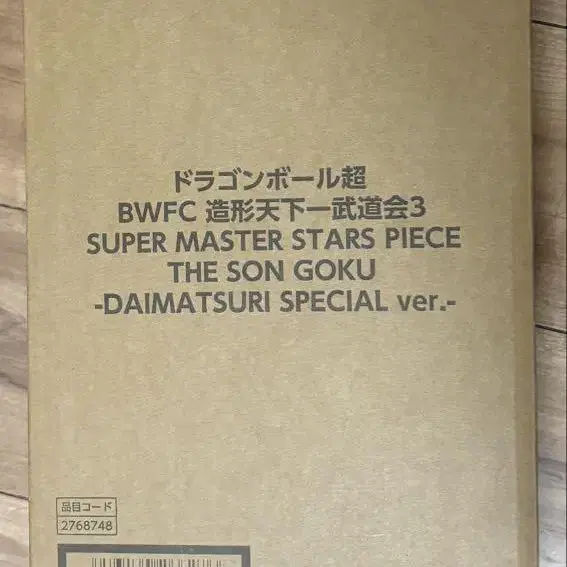 ドラゴンボール超
BWFC 造形天下一武道会3
SUPER MASTER STARS PIECE
THE SON GOKU
-DAIMATSURI SPECIAL ver.-
品目コード
2768748